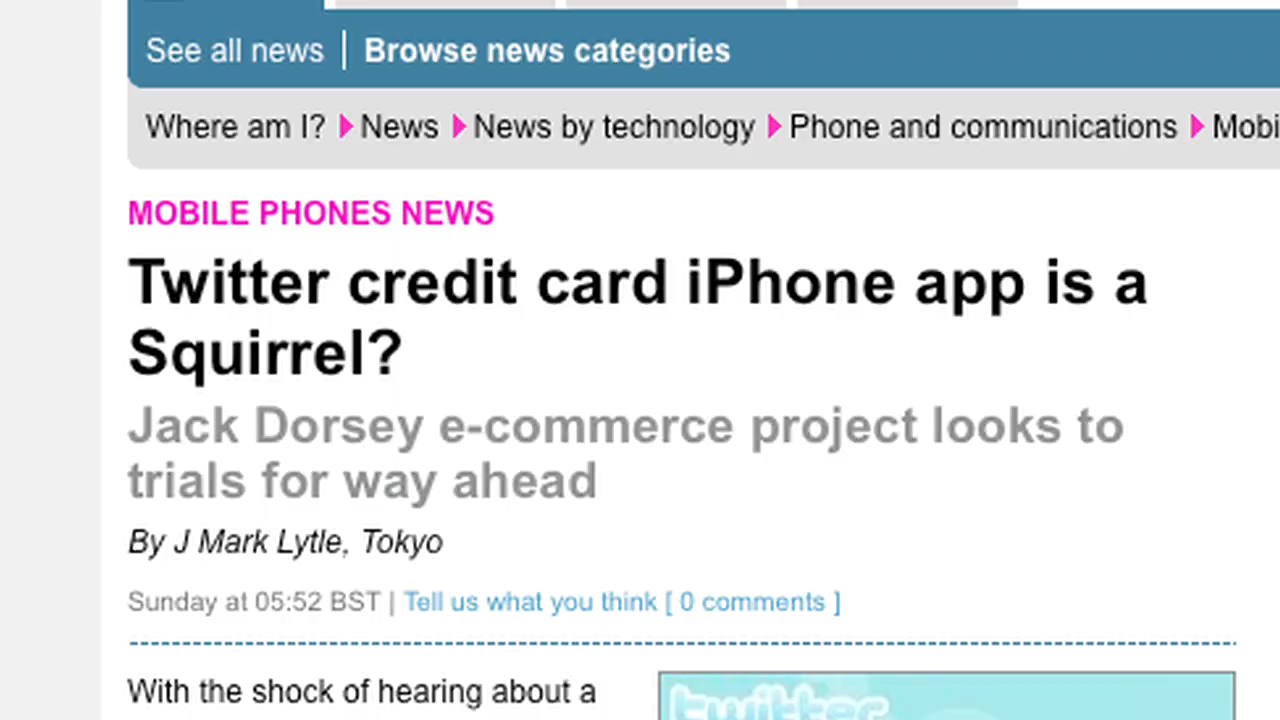 See all news | Browse news categories
Where am I? News News by technology Phone and communications Mobi
MOBILE PHONES NEWS
Twitter credit card iPhone app is a
Squirrel?
Jack Dorsey e-commerce project looks to
trials for way ahead
By J Mark Lytle, Tokyo
Sunday at 05:52 BST | Tell us what you think [ 0 comments ]
With the shock of hearing about a
twitter